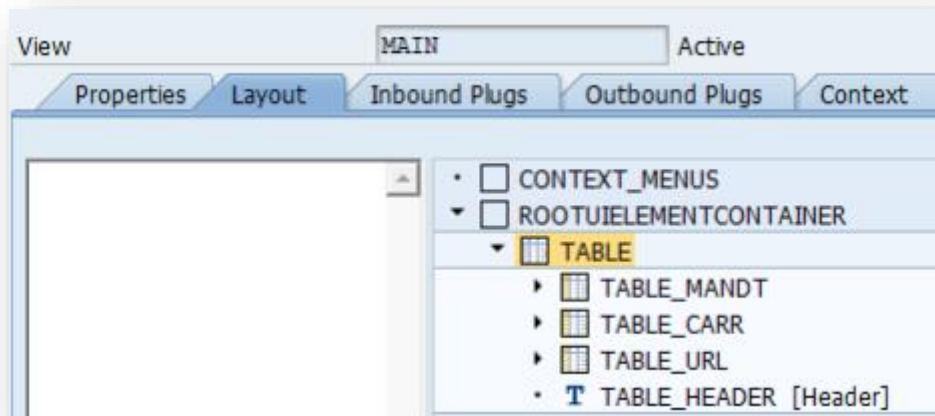 View MAIN Active
Properties Layout Inbound Plugs Outbound Plugs Context
CONTEXT_MENUS
ROOTUIELEMENTCONTAINER
TABLE
TABLE_MANDT
TABLE_CARR
TABLE_URL
T TABLE_HEADER [Header]